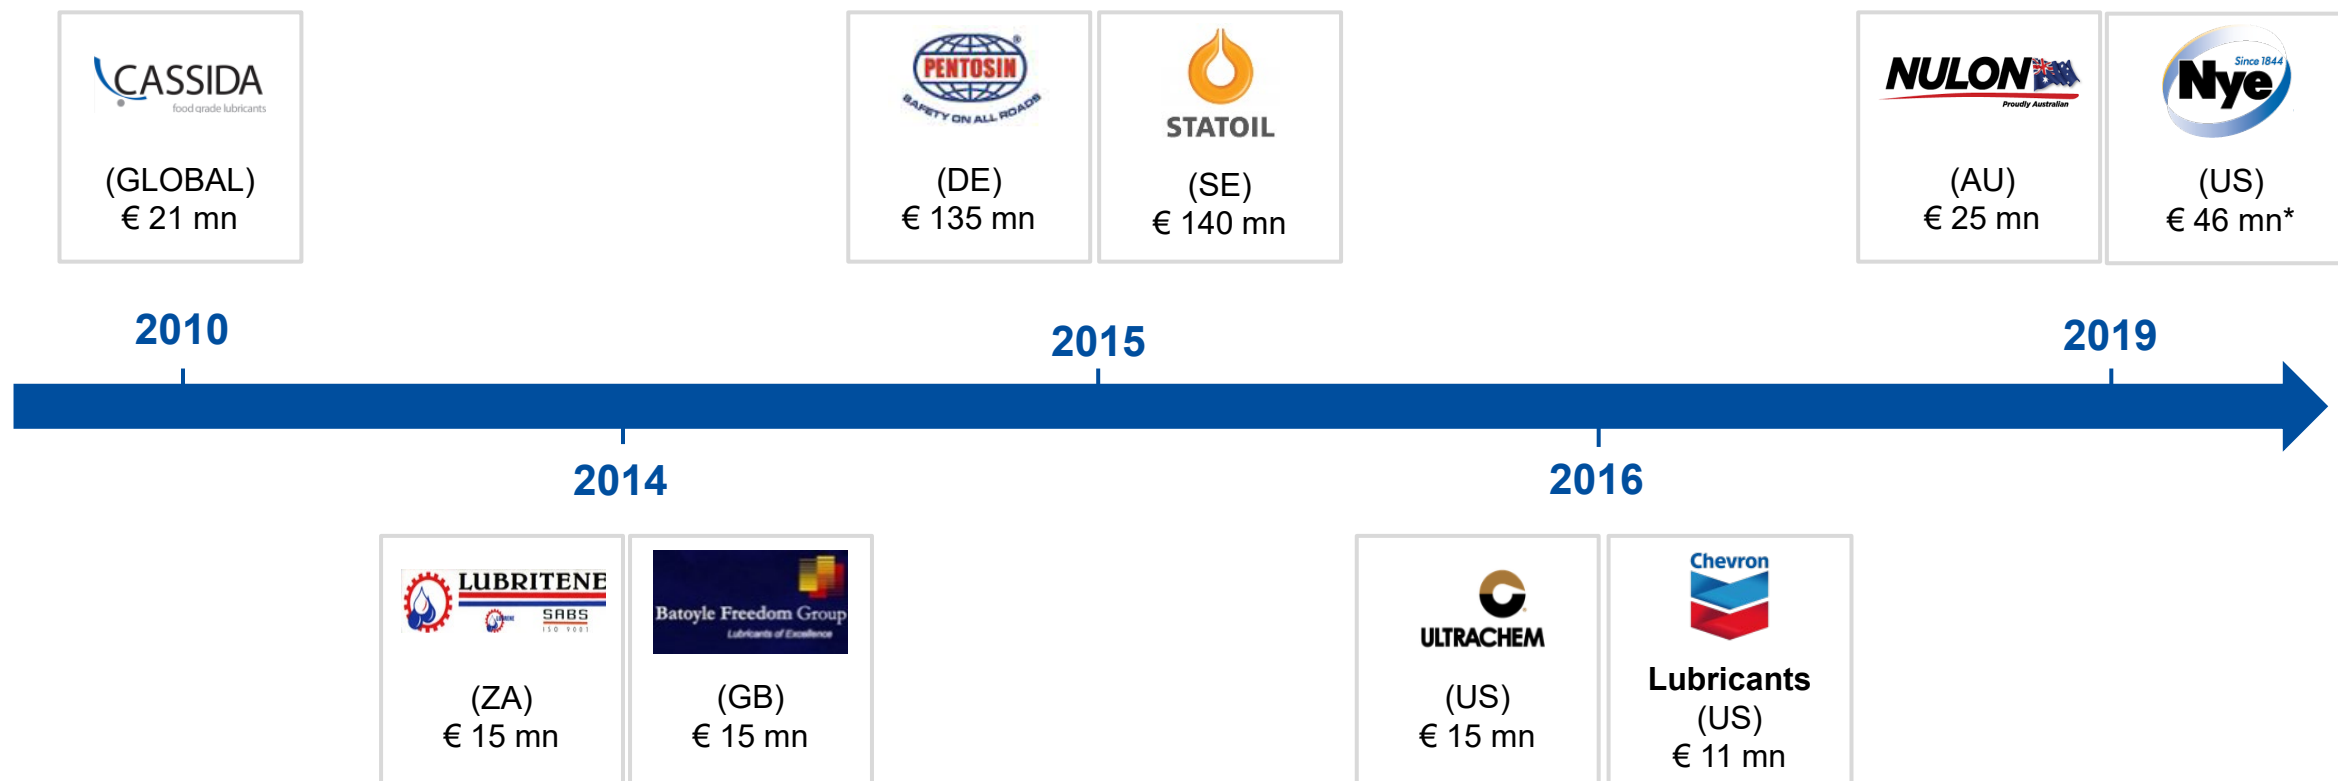 CASSIDA
food grade lubricants
(GLOBAL)
€ 21 mn
PENTOSIN®
SAFETY ON ALL ROADS
(DE)
€ 135 mn
STATOIL
(SE)
€ 140 mn
NULON
Proudly Australian
(AU)
€ 25 mn
Since 1844
Nye
(US)
€ 46 mn*
2010
2015
2019
2014
2016
LUBRITENE
SABS
ISO 9001
(ZA)
€ 15 mn
Batoyle Freedom Group
Lubricants of Excellence
(GB)
€ 15 mn
ULTRACHEM
(US)
€ 15 mn
Chevron
Lubricants
(US)
€ 11 mn